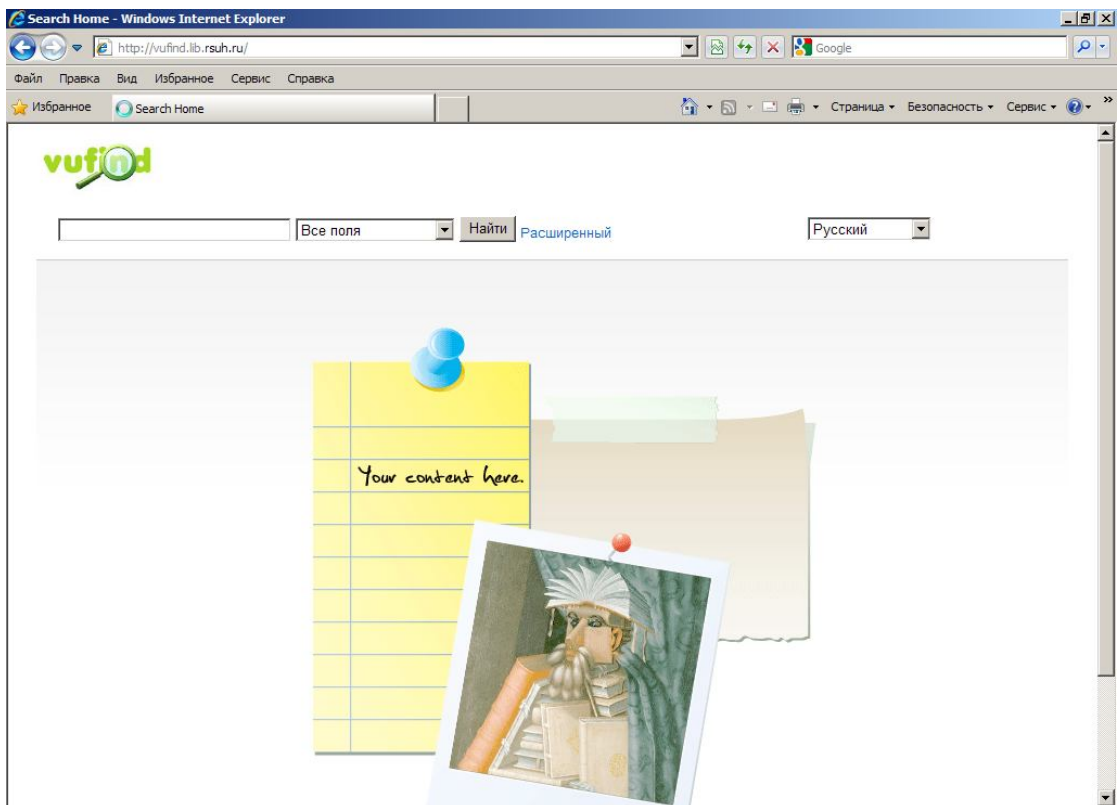 Search Home - Windows Internet Explorer
http://vufind.lib.rsuh.ru/
Google
Файл Правка Вид Избранное Сервис Справка
Избранное Search Home Страница Безопасность Сервис
vufind
Все поля Найти Расширенный Русский
Your content here.